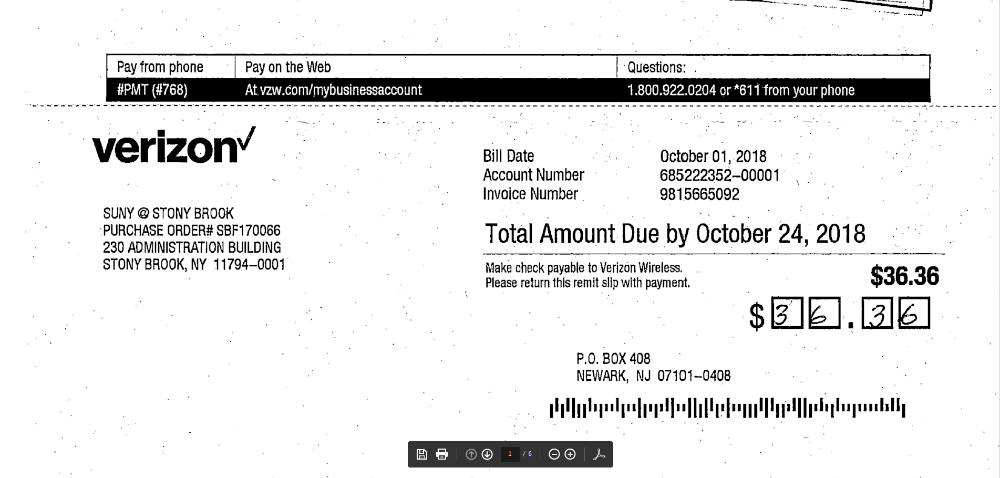 Pay from phone Pay on the Web Questions:
#PMT (#768) At vzw.com/mybusinessaccount 1.800.922.0204 or *611 from your phone
verizon
Bill Date October 01, 2018
Account Number 685222352-00001
Invoice Number 9815665092
SUNY @ STONY BROOK
PURCHASE ORDER# SBF170066
230 ADMINISTRATION BUILDING
STONY BROOK, NY 11794-0001
Total Amount Due by October 24, 2018
Make check payable to Verizon Wireless.
Please return this remit slip with payment.
$36.36
$ 36.36
P.O. BOX 408
NEWARK, NJ 07101-0408
1 / 6